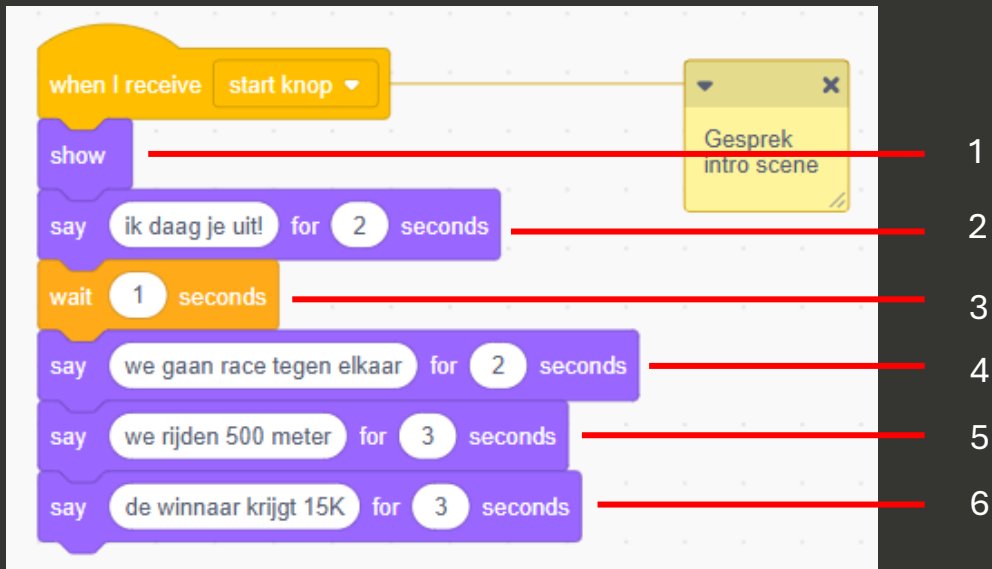 when I receive start knop
Gesprek
intro scene
show
1
say ik daag je uit! for 2 seconds
2
wait 1 seconds
3
say we gaan race tegen elkaar for 2 seconds
4
say we rijden 500 meter for 3 seconds
5
say de winnaar krijgt 15K for 3 seconds
6